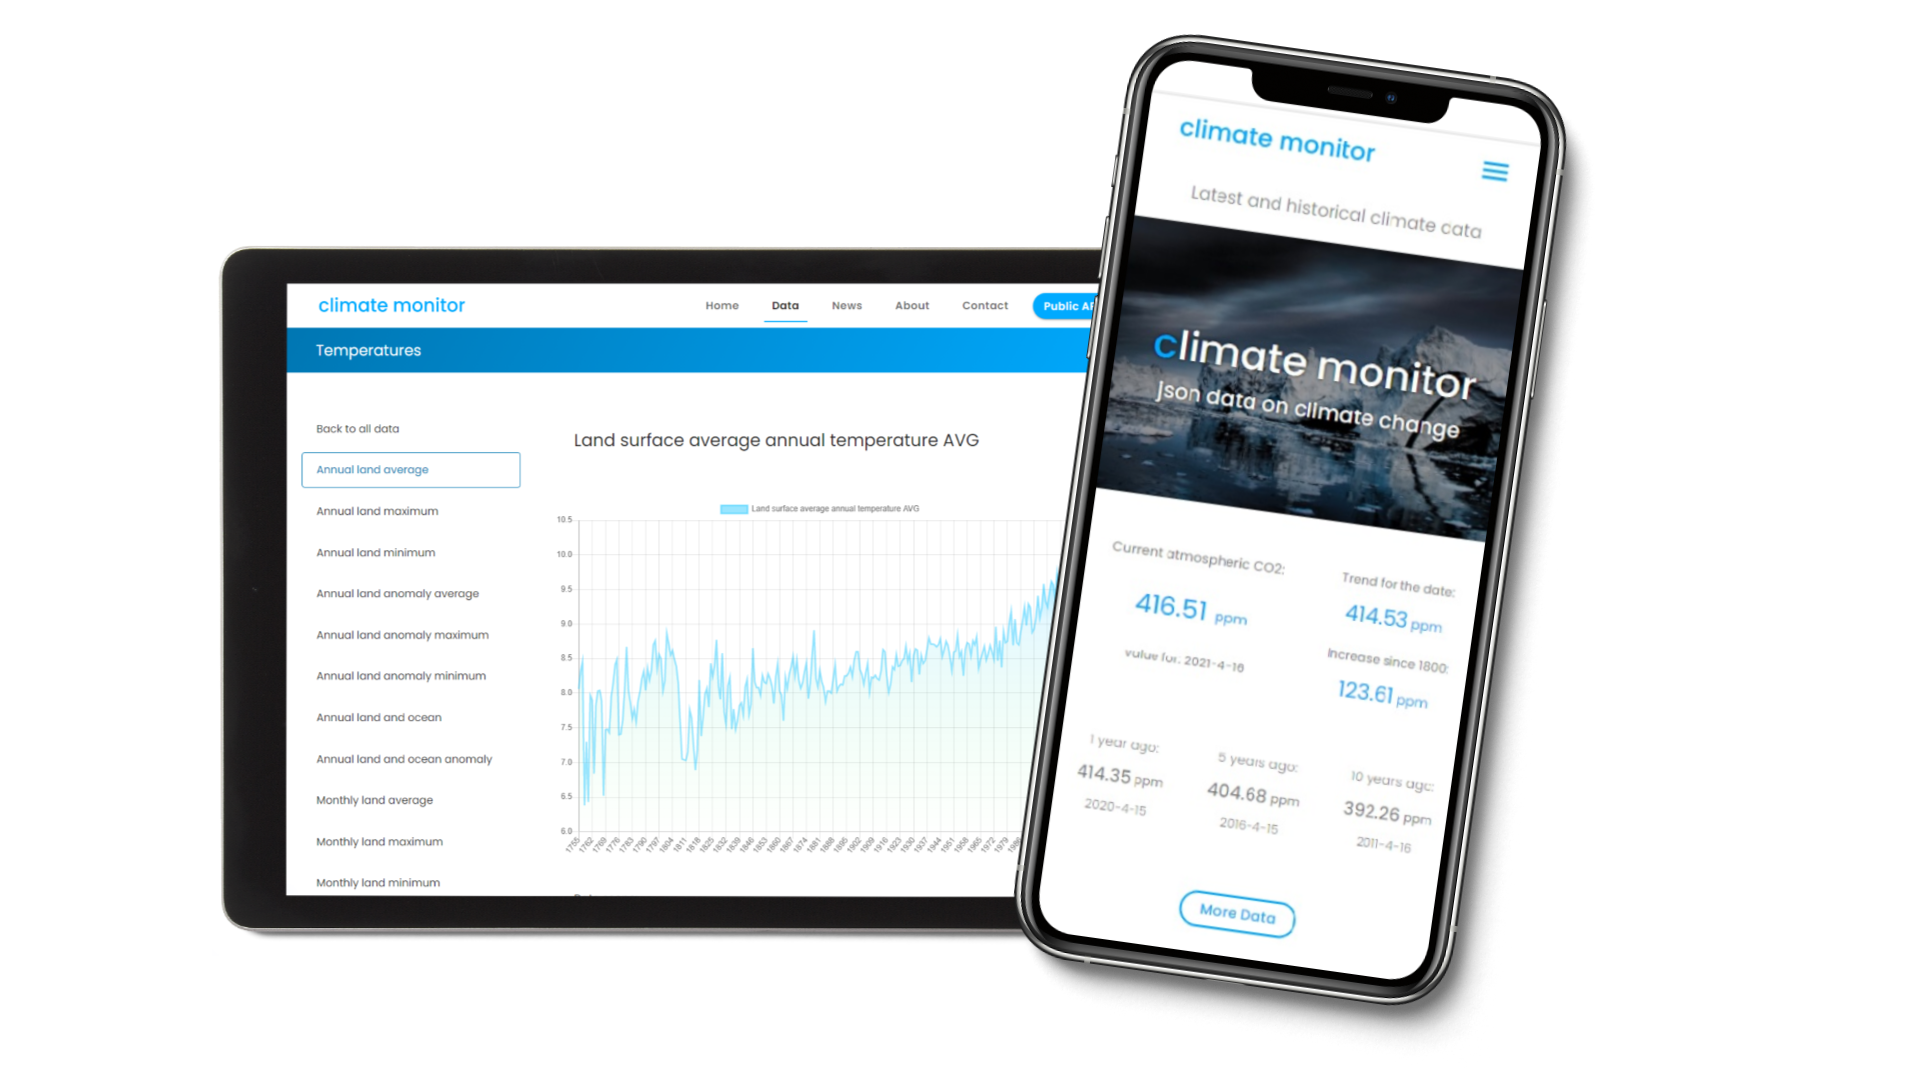 climate monitor
Home Data News About Contact Public
Temperatures
Back to all data
Annual land average
Annual land maximum
Annual land minimum
Annual land anomaly average
Annual land anomaly maximum
Annual land anomaly minimum
Annual land and ocean
Annual land and ocean anomaly
Monthly land average
Monthly land maximum
Monthly land minimum
Land surface average annual temperature AVG
Land surface average annual temperature AVG
10.5
10.0
9.5
9.0
8.5
8.0
7.5
7.0
6.5
6.0
1755 1762 1769 1776 1783 1790 1797 1804 1811 1818 1825 1832 1839 1846 1853 1860 1867 1874 1881 1888 1895 1902 1909 1916 1923 1930 1937 1944 1951 1958 1965 1972 1979
climate monitor
Latest and historical climate data
climate monitor
Json data on climate change
Current atmospheric CO2:
416.51 ppm
value for: 2021-4-16
Trend for the date:
414.53 ppm
Increase since 1800:
123.61 ppm
1 year ago:
414.35 ppm
2020-4-15
5 years ago:
404.68 ppm
2016-4-15
10 years ago:
392.26 ppm
2011-4-16
More Data